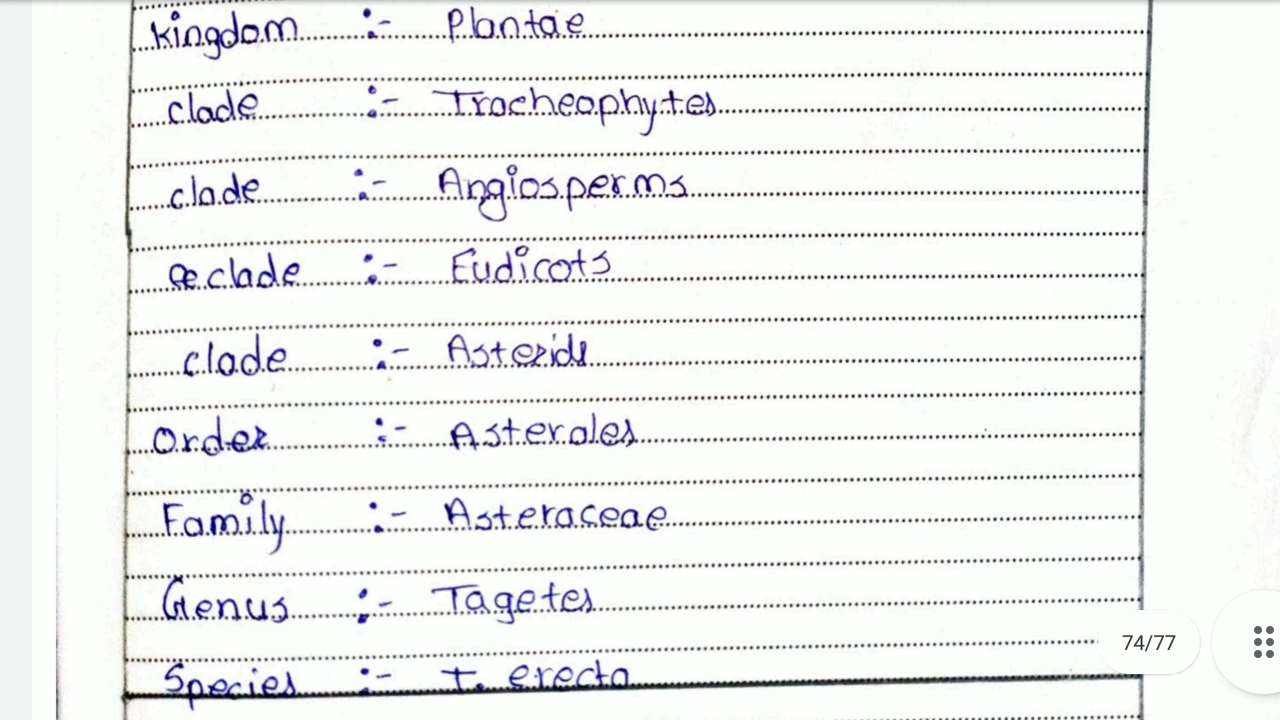 Kingdom :- Plantae
clade :- Tracheophytes
clade :- Angiosperms
clade :- Eudicots
clade :- Asterids
Order :- Asterales
Family :- Asteraceae
Genus :- Tagetes
74/77
Species :- T. erecta